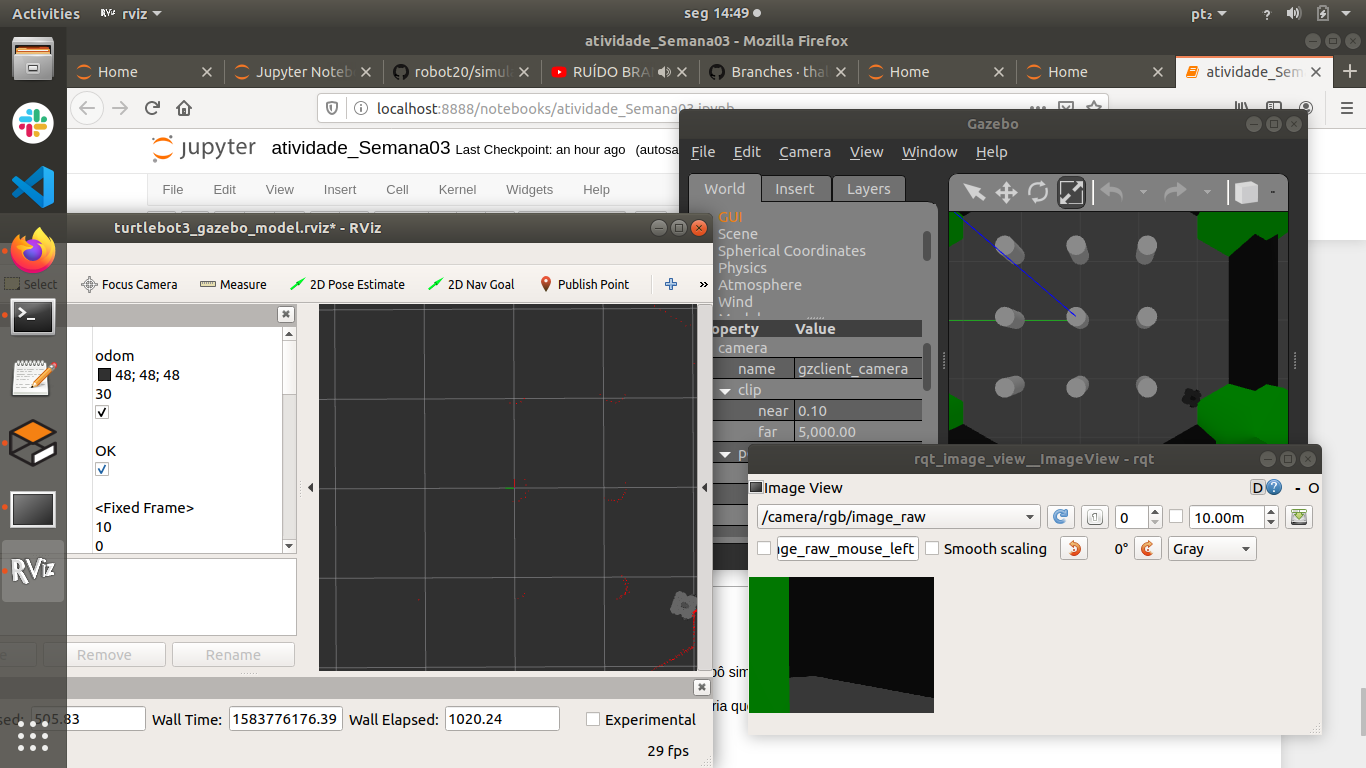 Activities
RViz rviz
seg 14:49
pt₂
atividade_Semana03 - Mozilla Firefox
Home
Jupyter Noteb
robot20/simul
RUÍDO BRA
Branches · tha
Home
Home
atividade_Sem
localhost:8888/notebooks/atividade_Semana03.ipynb
jupyter atividade_Semana03 Last Checkpoint: an hour ago (autosa
File Edit View Insert Cell Kernel Widgets Help
Gazebo
File Edit Camera View Window Help
World Insert Layers
GUI
Scene
Spherical Coordinates
Physics
Atmosphere
Wind
operty Value
camera
name gzclient_camera
clip
near 0.10
far 5,000.00
turtlebot3_gazebo_model.rviz* - RViz
Select Focus Camera Measure 2D Pose Estimate 2D Nav Goal Publish Point »
odom
48; 48; 48
30
OK
<Fixed Frame>
10
0
Remove Rename
sed: 505.83 Wall Time: 1583776176.39 Wall Elapsed: 1020.24 Experimental
29 fps
RViz
rqt_image_view__ImageView - rqt
Image View
D - O
/camera/rgb/image_raw 0 10.00m
ge_raw_mouse_left Smooth scaling 0° Gray
bô sim
ria que